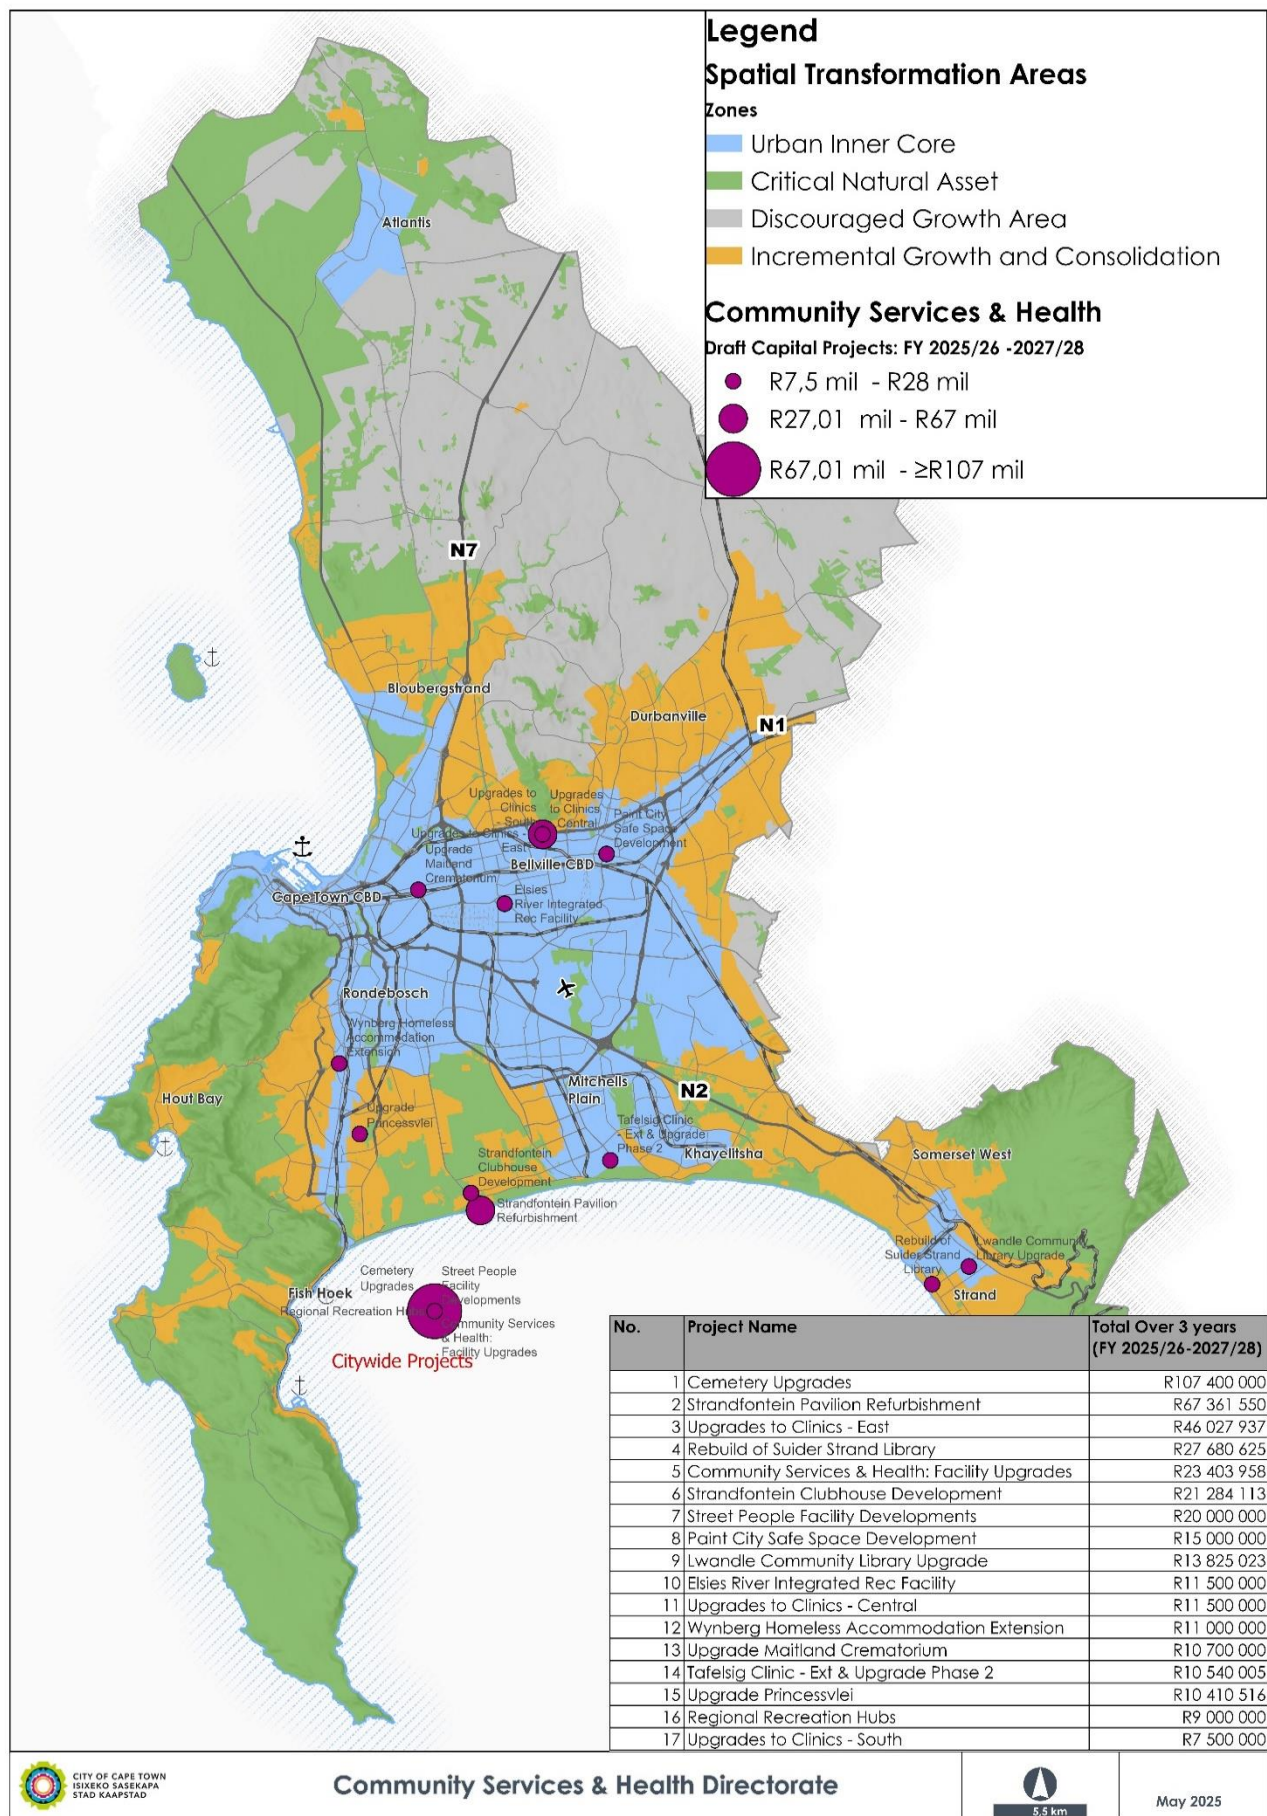 Legend
Spatial Transformation Areas
Zones
Urban Inner Core
Critical Natural Asset
Discouraged Growth Area
Incremental Growth and Consolidation
Community Services & Health
Draft Capital Projects: FY 2025/26 -2027/28
R7,5 mil - R28 mil
R27,01 mil - R67 mil
R67,01 mil - ≥R107 mil
Atlantis
N7
Bloubergstrand
Durbanville
N1
Upgrades to
Clinics
- South
Upgrades
to Clinics
- Central
Paint City
Safe Space
Development
Upgrades to Clinics -
East
Upgrade
Maitland
Crematorium
Bellville CBD
Cape Town CBD
Elsies
River Integrated
Rec Facility
Rondebosch
Wynberg Homeless
Accommodation
Extension
Mitchells
Plain
N2
Hout Bay
Upgrade
Princessvlei
Tafelsig Clinic
- Ext & Upgrade
Phase 2
Khayelitsha
Somerset West
Strandfontein
Clubhouse
Development
Strandfontein Pavilion
Refurbishment
Rebuild of
Suider Strand
Library
Lwandle Community
Library Upgrade
Strand
Cemetery
Upgrades
Street People
Facility
Developments
Fish Hoek
Regional Recreation Hubs
Community Services
& Health:
Facility Upgrades
Citywide Projects
No. Project Name Total Over 3 years
(FY 2025/26-2027/28)
1 Cemetery Upgrades R107 400 000
2 Strandfontein Pavilion Refurbishment R67 361 550
3 Upgrades to Clinics - East R46 027 937
4 Rebuild of Suider Strand Library R27 680 625
5 Community Services & Health: Facility Upgrades R23 403 958
6 Strandfontein Clubhouse Development R21 284 113
7 Street People Facility Developments R20 000 000
8 Paint City Safe Space Development R15 000 000
9 Lwandle Community Library Upgrade R13 825 023
10 Elsies River Integrated Rec Facility R11 500 000
11 Upgrades to Clinics - Central R11 500 000
12 Wynberg Homeless Accommodation Extension R11 000 000
13 Upgrade Maitland Crematorium R10 700 000
14 Tafelsig Clinic - Ext & Upgrade Phase 2 R10 540 005
15 Upgrade Princessvlei R10 410 516
16 Regional Recreation Hubs R9 000 000
17 Upgrades to Clinics - South R7 500 000
CITY OF CAPE TOWN
ISIXEKO SASEKAPA
STAD KAAPSTAD
Community Services & Health Directorate
5,5 km
May 2025